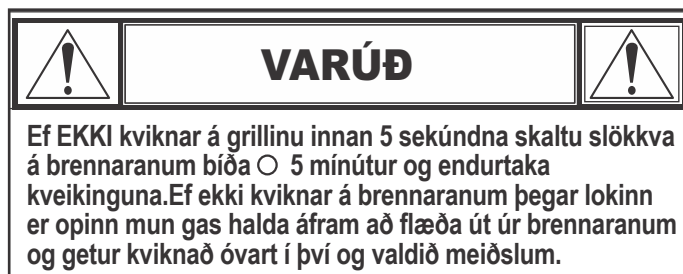 VARÚÐ
Ef EKKI kviknar á grillinu innan 5 sekúndna skaltu slökkva
á brennaranum bíða ○ 5 mínútur og endurtaka
kveikinguna.Ef ekki kviknar á brennaranum þegar lokinn
er opinn mun gas halda áfram að flæða út úr brennaranum
og getur kviknað óvart í því og valdið meiðslum.